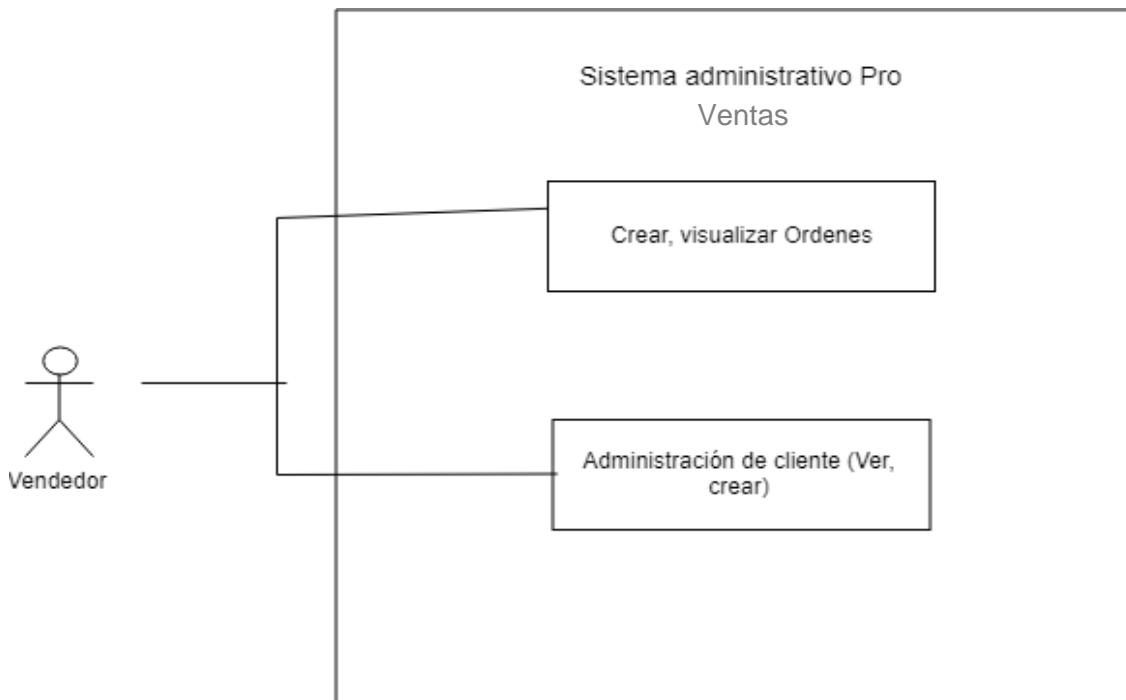 Sistema administrativo Pro
Ventas
Crear, visualizar Ordenes
Vendedor
Administración de cliente (Ver,
crear)